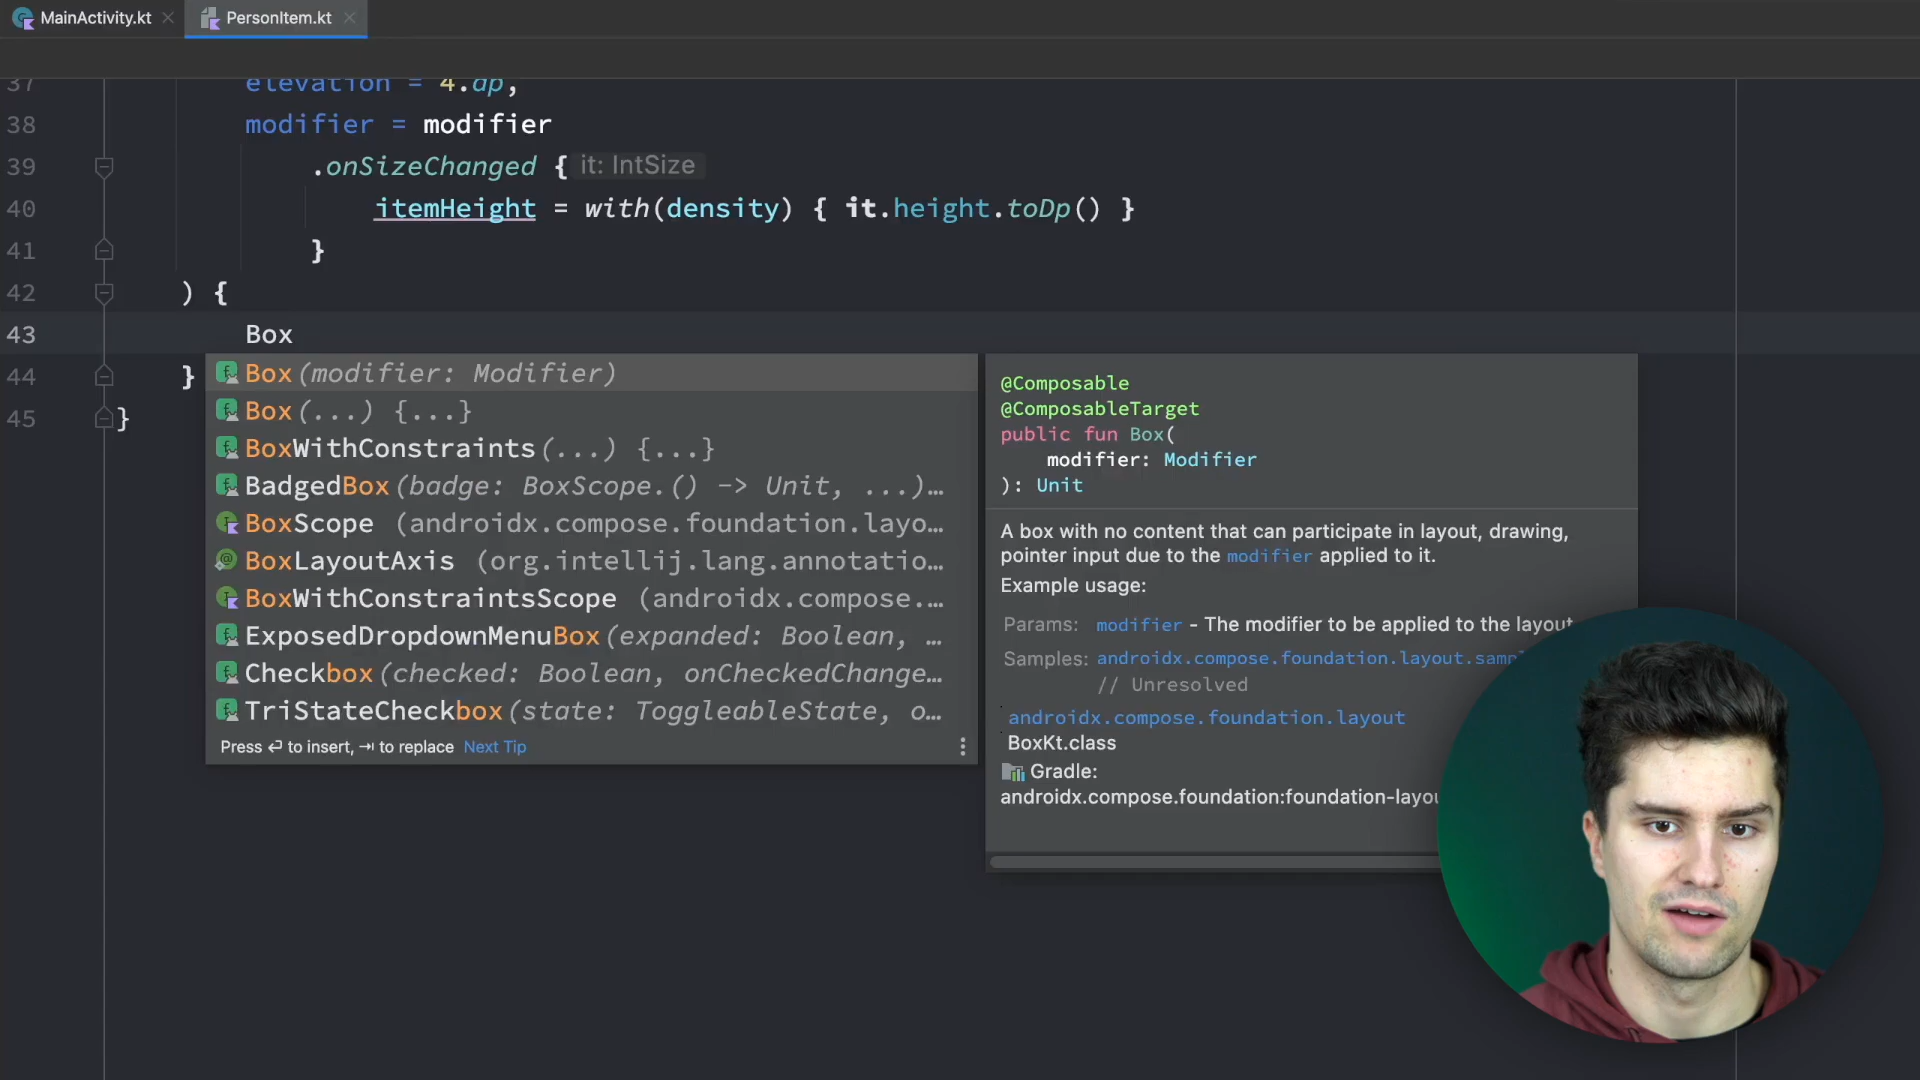 MainActivity.kt
PersonItem.kt
37 elevation = 4.dp,
38 modifier = modifier
39 .onSizeChanged { it: IntSize
40 itemHeight = with(density) { it.height.toDp() }
41 }
42 ) {
43 Box
44 }
45 }
Box(modifier: Modifier)
Box(...) {...}
BoxWithConstraints(...) {...}
BadgedBox(badge: BoxScope.() -> Unit, ...)…
BoxScope (androidx.compose.foundation.layo…
BoxLayoutAxis (org.intellij.lang.annotatio…
BoxWithConstraintsScope (androidx.compose.…
ExposedDropdownMenuBox(expanded: Boolean, …
Checkbox(checked: Boolean, onCheckedChange…
TriStateCheckbox(state: ToggleableState, o…
Press ⏎ to insert, ⇥ to replace Next Tip
@Composable
@ComposableTarget
public fun Box(
modifier: Modifier
): Unit
A box with no content that can participate in layout, drawing,
pointer input due to the modifier applied to it.
Example usage:
Params: modifier - The modifier to be applied to the layout
Samples: androidx.compose.foundation.layout.samp
// Unresolved
androidx.compose.foundation.layout
BoxKt.class
Gradle:
androidx.compose.foundation:foundation-layou